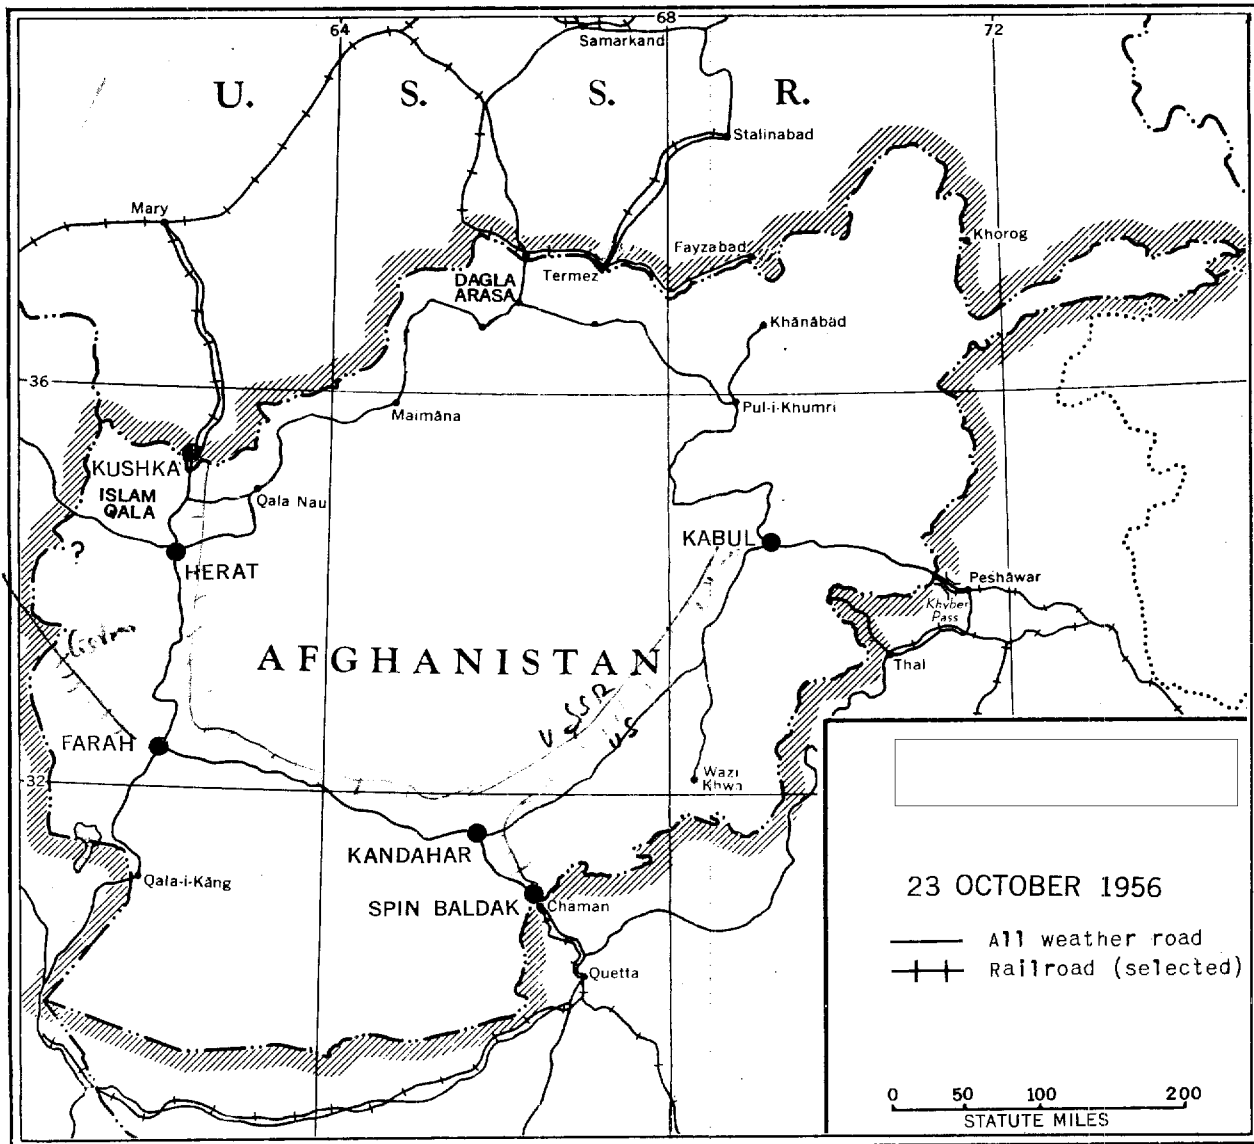 64
68
72
Samarkand
U. S. S. R.
Stalinabad
Mary
Khorog
Fayzabad
Termez
DAGLA
ARASA
Khānābād
36
Pul-i-Khumri
Maimāna
KUSHKA
ISLAM
QALA
Qala Nau
KABUL
?
HERAT
Peshāwar
Khyber
Pass
AFGHANISTAN
Thal
USSR
US
FARAH
32
Wazi
Khwa
KANDAHAR
Qala-i-Kāng
SPIN BALDAK
Chaman
Quetta
23 OCTOBER 1956
All weather road
Railroad (selected)
0 50 100 200
STATUTE MILES